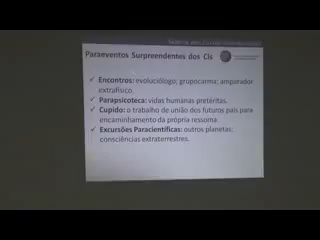 Paraeventos Surpreendentes dos CIs
✓ Encontros: evoluciólogo; grupocarma; amparador
extrafísico.
✓ Parapsicoteca: vidas humanas pretéritas.
✓ Cupido: o trabalho de união dos futuros pais para
encaminhamento da própria ressoma.
✓ Excursões Paracientíficas: outros planetas;
consciências extraterrestres.